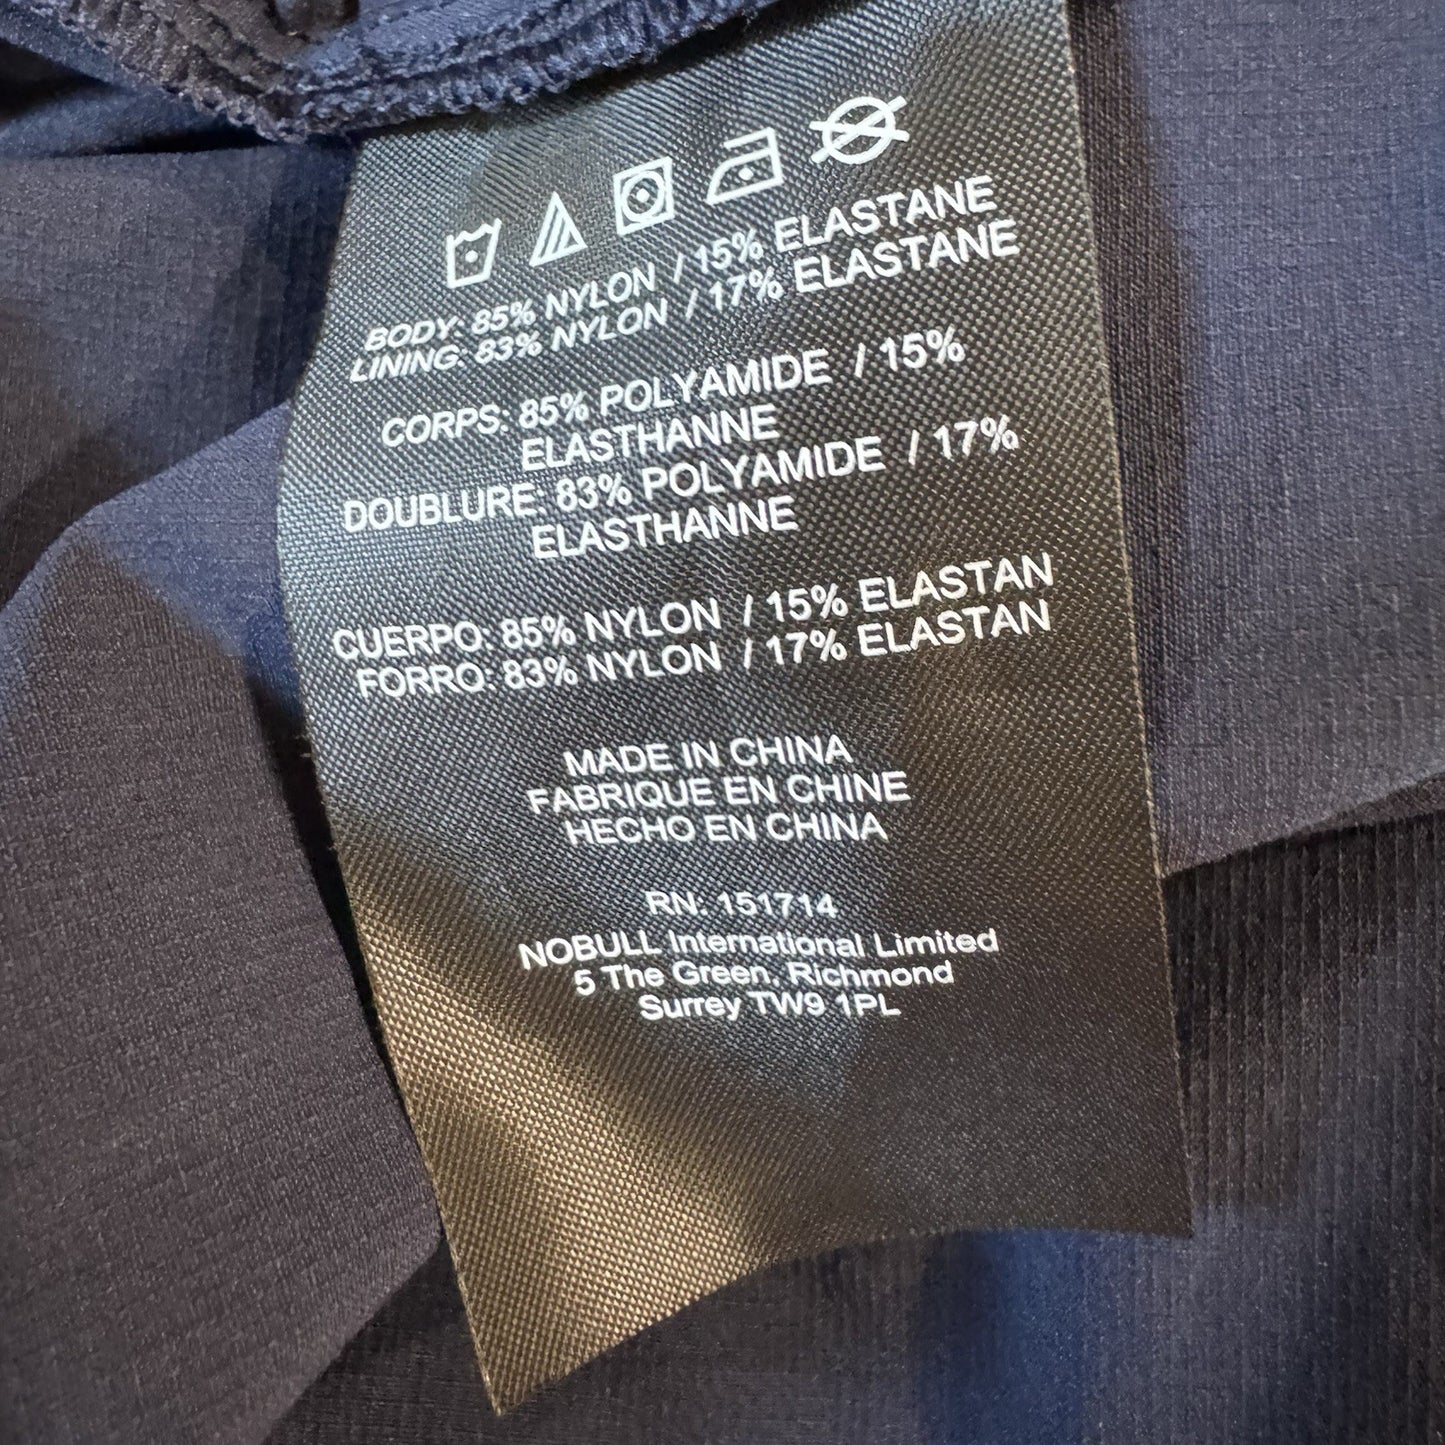 BODY: 85% NYLON / 15% ELASTANE
LINING: 83% NYLON / 17% ELASTANE
CORPS: 85% POLYAMIDE / 15%
ELASTHANNE
DOUBLURE: 83% POLYAMIDE / 17%
ELASTHANNE
CUERPO: 85% NYLON / 15% ELASTAN
FORRO: 83% NYLON / 17% ELASTAN
MADE IN CHINA
FABRIQUE EN CHINE
HECHO EN CHINA
RN: 151714
NOBULL International Limited
5 The Green, Richmond
Surrey TW9 1PL